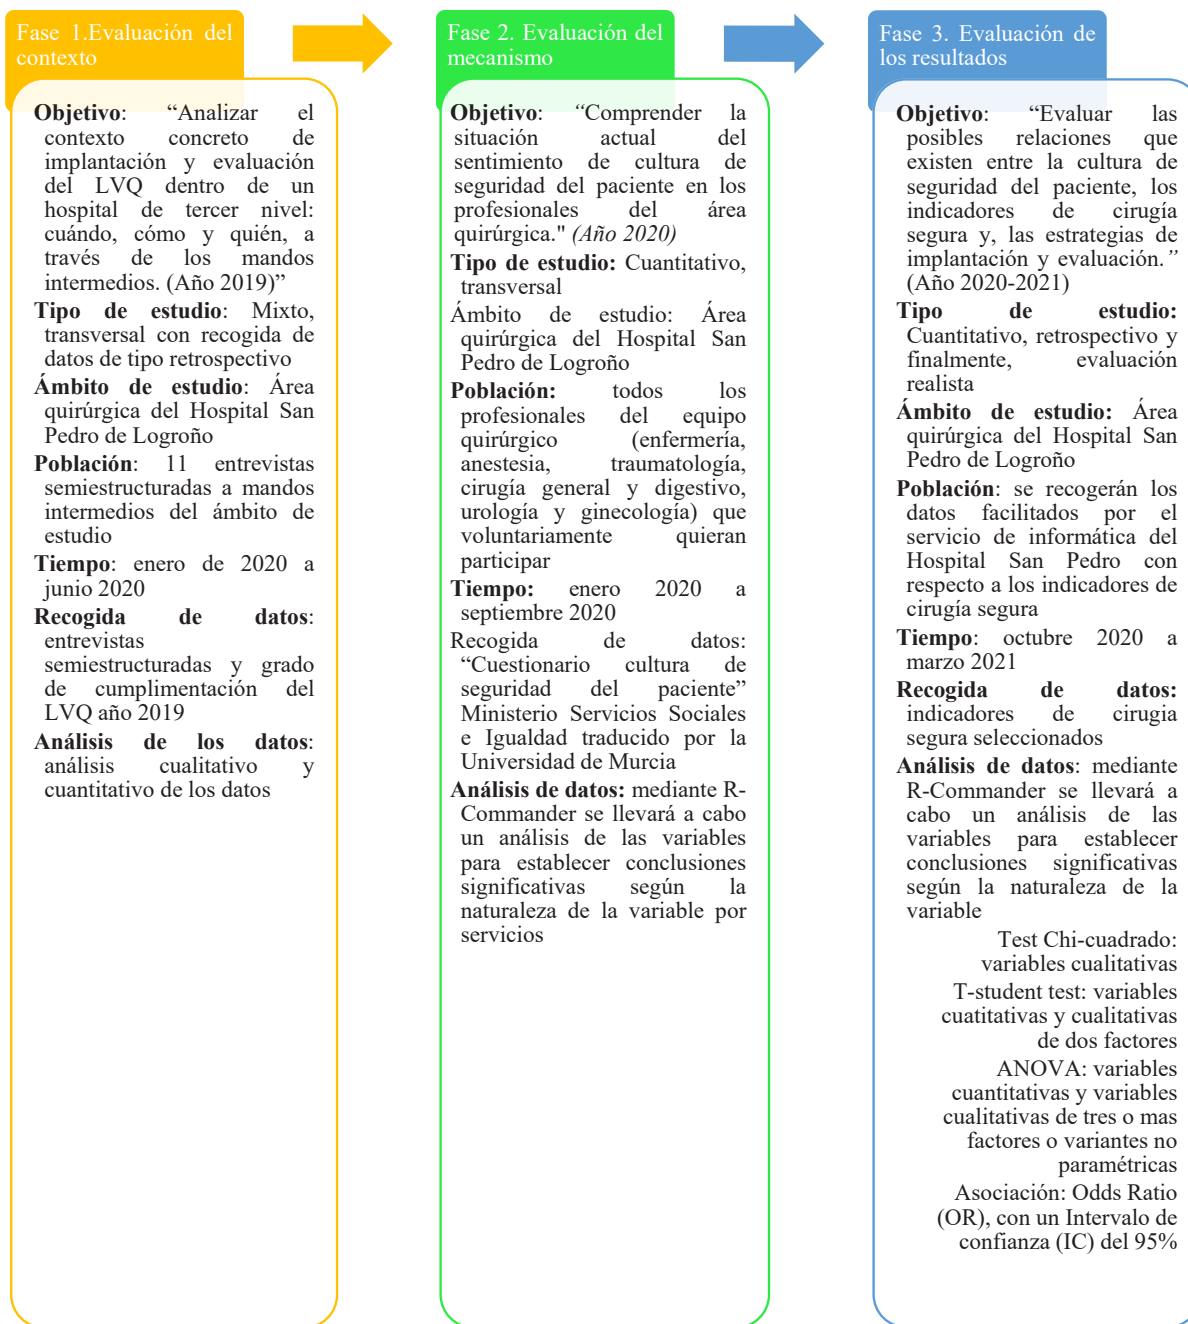 Fase 1.Evaluación del
contexto
Objetivo: “Analizar el
contexto concreto de
implantación y evaluación
del LVQ dentro de un
hospital de tercer nivel:
cuándo, cómo y quién, a
través de los mandos
intermedios. (Año 2019)”
Tipo de estudio: Mixto,
transversal con recogida de
datos de tipo retrospectivo
Ámbito de estudio: Área
quirúrgica del Hospital San
Pedro de Logroño
Población: 11 entrevistas
semiestructuradas a mandos
intermedios del ámbito de
estudio
Tiempo: enero de 2020 a
junio 2020
Recogida de datos:
entrevistas
semiestructuradas y grado
de cumplimentación del
LVQ año 2019
Análisis de los datos:
análisis cualitativo y
cuantitativo de los datos
Fase 2. Evaluación del
mecanismo
Objetivo: “Comprender la
situación actual del
sentimiento de cultura de
seguridad del paciente en los
profesionales del área
quirúrgica." (Año 2020)
Tipo de estudio: Cuantitativo,
transversal
Ámbito de estudio: Área
quirúrgica del Hospital San
Pedro de Logroño
Población: todos los
profesionales del equipo
quirúrgico (enfermería,
anestesia, traumatología,
cirugía general y digestivo,
urología y ginecología) que
voluntariamente quieran
participar
Tiempo: enero 2020 a
septiembre 2020
Recogida de datos:
“Cuestionario cultura de
seguridad del paciente”
Ministerio Servicios Sociales
e Igualdad traducido por la
Universidad de Murcia
Análisis de datos: mediante R-
Commander se llevará a cabo
un análisis de las variables
para establecer conclusiones
significativas según la
naturaleza de la variable por
servicios
Fase 3. Evaluación de
los resultados
Objetivo: “Evaluar las
posibles relaciones que
existen entre la cultura de
seguridad del paciente, los
indicadores de cirugía
segura y, las estrategias de
implantación y evaluación.”
(Año 2020-2021)
Tipo de estudio:
Cuantitativo, retrospectivo y
finalmente, evaluación
realista
Ámbito de estudio: Área
quirúrgica del Hospital San
Pedro de Logroño
Población: se recogerán los
datos facilitados por el
servicio de informática del
Hospital San Pedro con
respecto a los indicadores de
cirugía segura
Tiempo: octubre 2020 a
marzo 2021
Recogida de datos:
indicadores de cirugia
segura seleccionados
Análisis de datos: mediante
R-Commander se llevará a
cabo un análisis de las
variables para establecer
conclusiones significativas
según la naturaleza de la
variable
Test Chi-cuadrado:
variables cualitativas
T-student test: variables
cuatitativas y cualitativas
de dos factores
ANOVA: variables
cuantitativas y variables
cualitativas de tres o mas
factores o variantes no
paramétricas
Asociación: Odds Ratio
(OR), con un Intervalo de
confianza (IC) del 95%